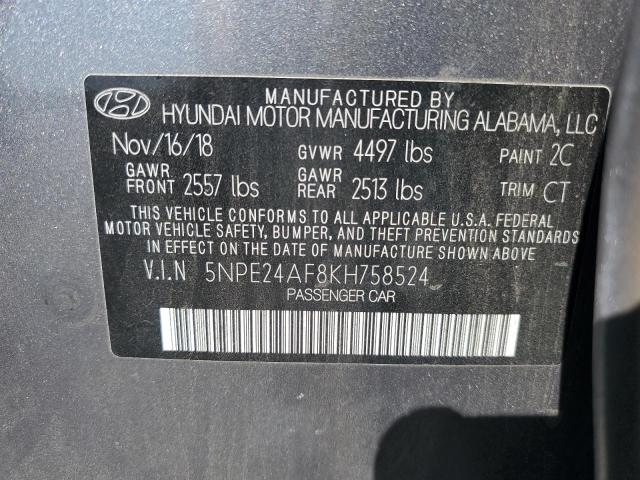 MANUFACTURED BY
HYUNDAI MOTOR MANUFACTURING ALABAMA, LLC
Nov/16/18 GVWR 4497 lbs PAINT 2C
GAWR FRONT 2557 lbs GAWR REAR 2513 lbs TRIM CT
THIS VEHICLE CONFORMS TO ALL APPLICABLE U.S.A. FEDERAL
MOTOR VEHICLE SAFETY, BUMPER, AND THEFT PREVENTION STANDARDS
IN EFFECT ON THE DATE OF MANUFACTURE SHOWN ABOVE.
V.I.N 5NPE24AF8KH758524
PASSENGER CAR